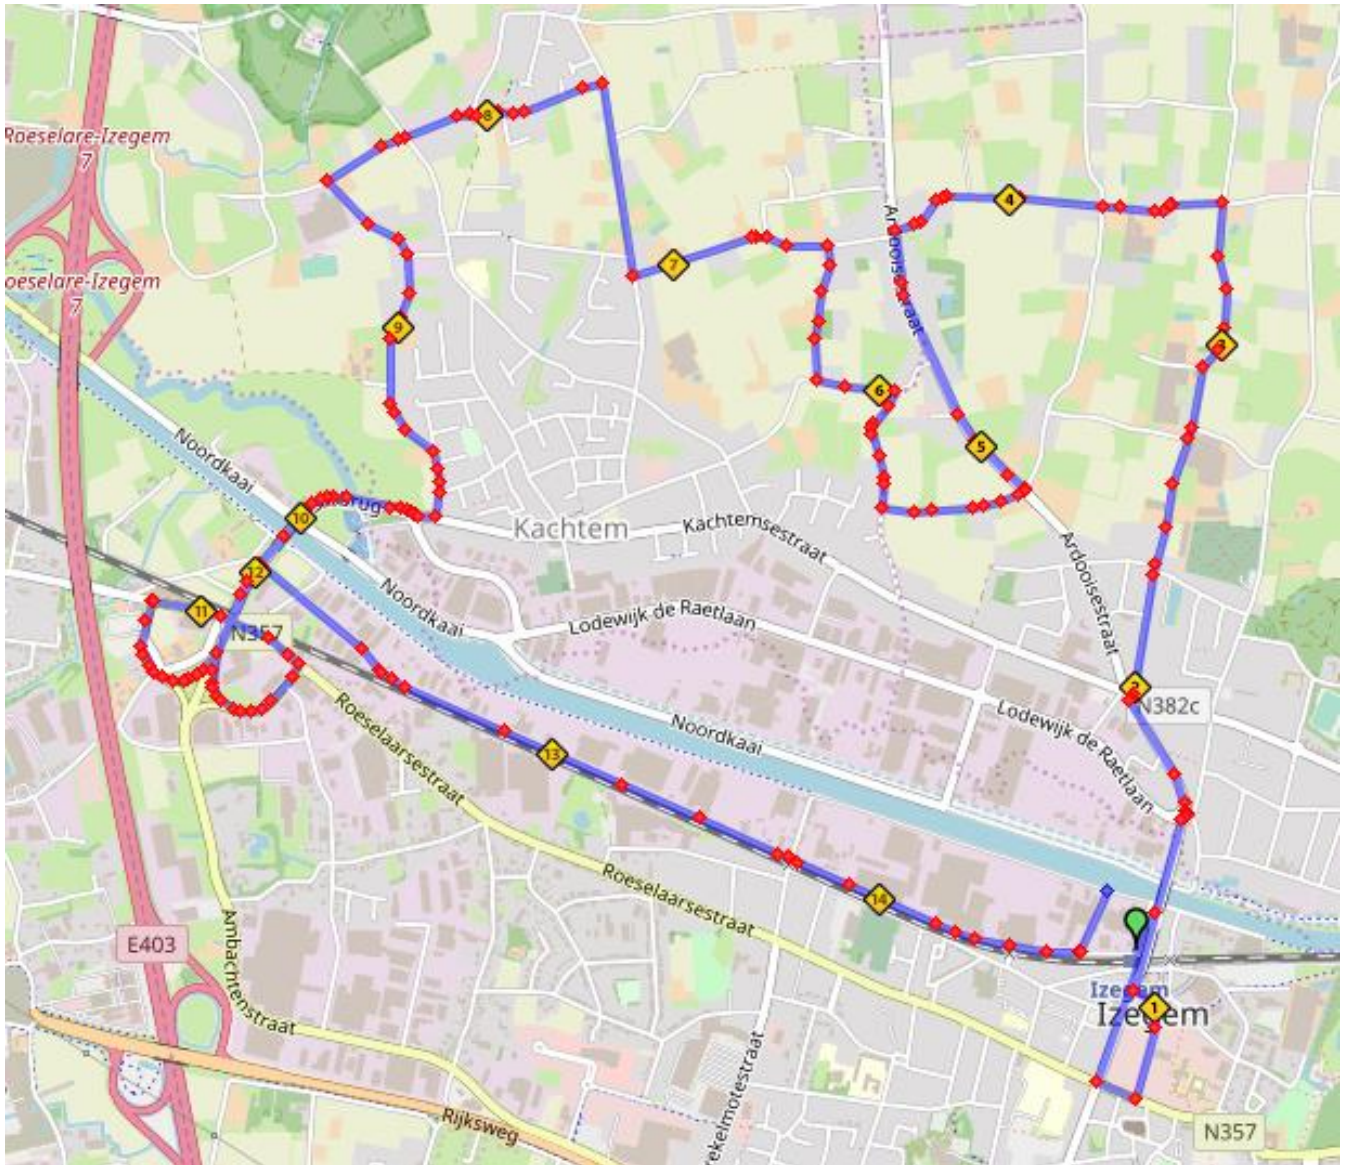 Roeselare-Izegem
7
8
4
Ardooisestraat
oeselare-Izegem
7
7
3
9
6
5
Noordkaai
10
Kachtem
Kachtemsestraat
Ardooisestraat
12
Noordkaai
11
N357
Lodewijk de Raetlaan
2
N382c
Roeselaarsestraat
Noordkaai
Lodewijk de Raetlaan
13
Roeselaarsestraat
14
E403
Ambachtenstraat
Izegem
1
Izegem
Rijksweg
ekelmotestraat
N357